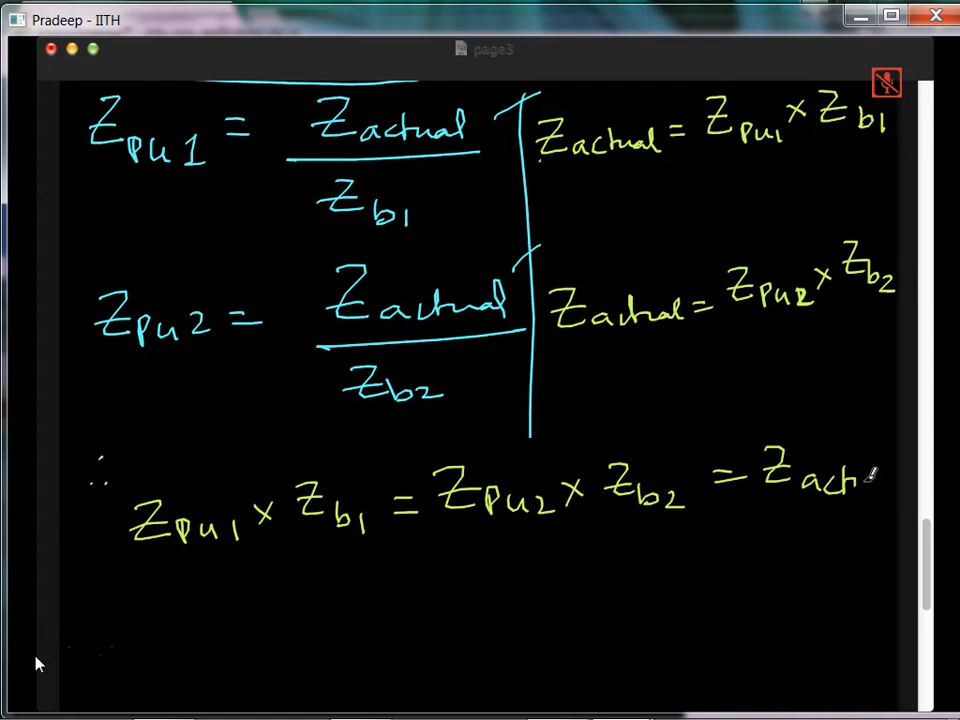 Pradeep - IITH
page3
Zpu1 = Zactual / Zb1
Zactual = Zpu1 × Zb1
Zpu2 = Zactual / Zb2
Zactual = Zpu2 × Zb2
∴ Zpu1 × Zb1 = Zpu2 × Zb2 = Zact